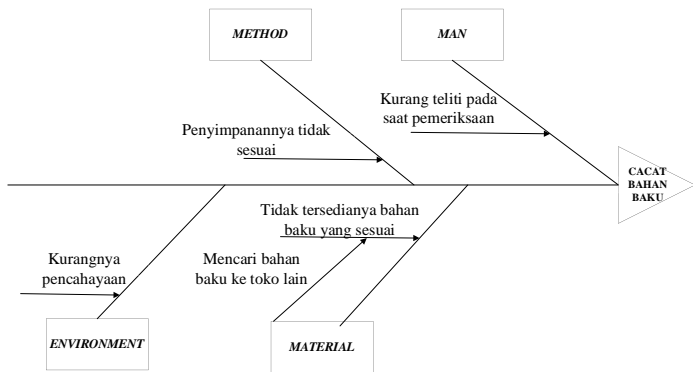 METHOD
MAN
Kurang teliti pada
saat pemeriksaan
Penyimpanannya tidak
sesuai
CACAT
BAHAN
BAKU
Tidak tersedianya bahan
baku yang sesuai
Kurangnya
pencahayaan
Mencari bahan
baku ke toko lain
ENVIRONMENT
MATERIAL